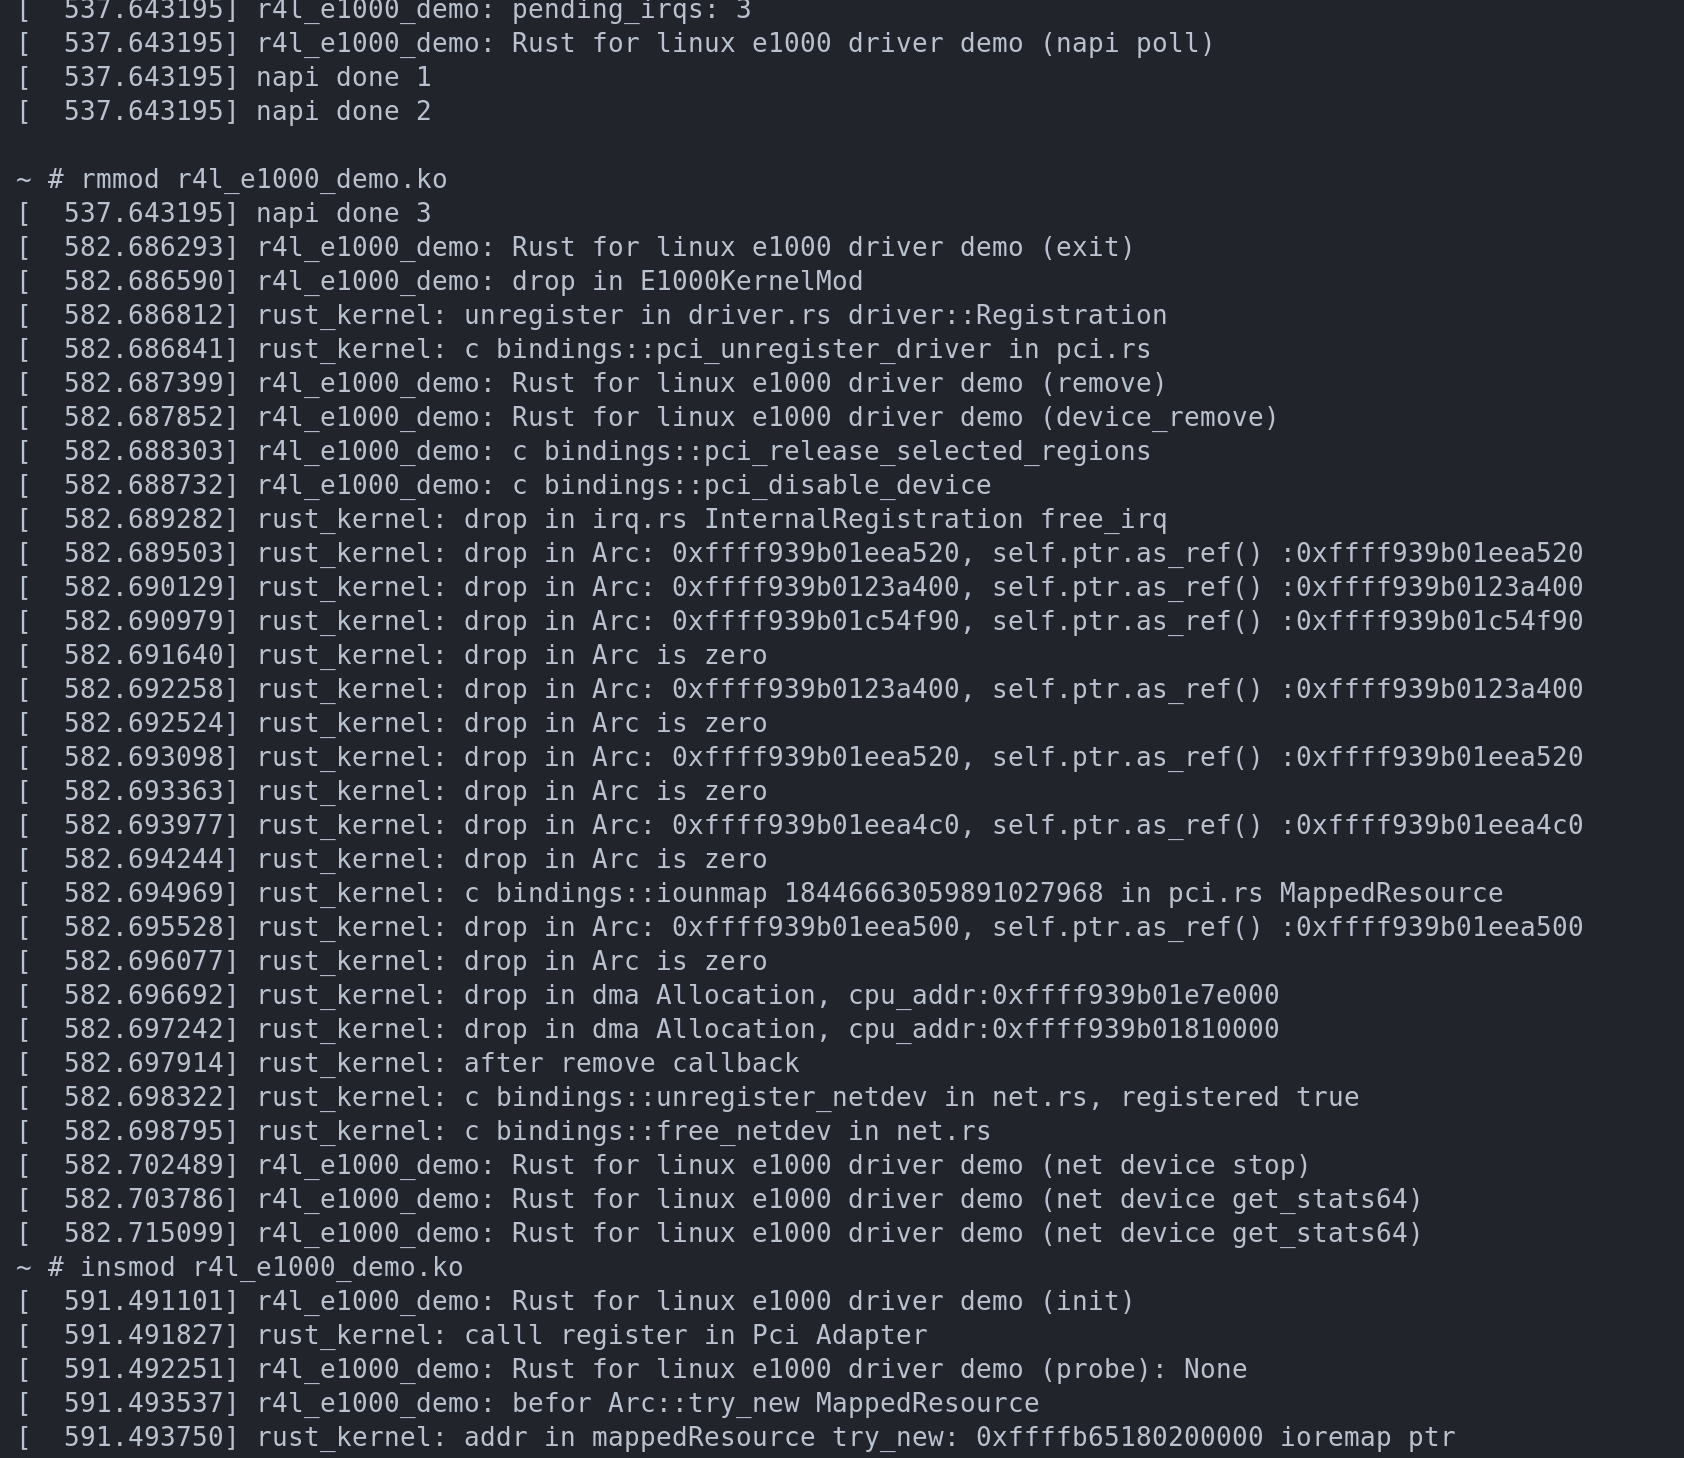 [  537.643195] r4l_e1000_demo: pending_irqs: 3
[  537.643195] r4l_e1000_demo: Rust for linux e1000 driver demo (napi poll)
[  537.643195] napi done 1
[  537.643195] napi done 2
~ # rmmod r4l_e1000_demo.ko
[  537.643195] napi done 3
[  582.686293] r4l_e1000_demo: Rust for linux e1000 driver demo (exit)
[  582.686590] r4l_e1000_demo: drop in E1000KernelMod
[  582.686812] rust_kernel: unregister in driver.rs driver::Registration
[  582.686841] rust_kernel: c bindings::pci_unregister_driver in pci.rs
[  582.687399] r4l_e1000_demo: Rust for linux e1000 driver demo (remove)
[  582.687852] r4l_e1000_demo: Rust for linux e1000 driver demo (device_remove)
[  582.688303] r4l_e1000_demo: c bindings::pci_release_selected_regions
[  582.688732] r4l_e1000_demo: c bindings::pci_disable_device
[  582.689282] rust_kernel: drop in irq.rs InternalRegistration free_irq
[  582.689503] rust_kernel: drop in Arc: 0xffff939b01eea520, self.ptr.as_ref() :0xffff939b01eea520
[  582.690129] rust_kernel: drop in Arc: 0xffff939b0123a400, self.ptr.as_ref() :0xffff939b0123a400
[  582.690979] rust_kernel: drop in Arc: 0xffff939b01c54f90, self.ptr.as_ref() :0xffff939b01c54f90
[  582.691640] rust_kernel: drop in Arc is zero
[  582.692258] rust_kernel: drop in Arc: 0xffff939b0123a400, self.ptr.as_ref() :0xffff939b0123a400
[  582.692524] rust_kernel: drop in Arc is zero
[  582.693098] rust_kernel: drop in Arc: 0xffff939b01eea520, self.ptr.as_ref() :0xffff939b01eea520
[  582.693363] rust_kernel: drop in Arc is zero
[  582.693977] rust_kernel: drop in Arc: 0xffff939b01eea4c0, self.ptr.as_ref() :0xffff939b01eea4c0
[  582.694244] rust_kernel: drop in Arc is zero
[  582.694969] rust_kernel: c bindings::iounmap 18446663059891027968 in pci.rs MappedResource
[  582.695528] rust_kernel: drop in Arc: 0xffff939b01eea500, self.ptr.as_ref() :0xffff939b01eea500
[  582.696077] rust_kernel: drop in Arc is zero
[  582.696692] rust_kernel: drop in dma Allocation, cpu_addr:0xffff939b01e7e000
[  582.697242] rust_kernel: drop in dma Allocation, cpu_addr:0xffff939b01810000
[  582.697914] rust_kernel: after remove callback
[  582.698322] rust_kernel: c bindings::unregister_netdev in net.rs, registered true
[  582.698795] rust_kernel: c bindings::free_netdev in net.rs
[  582.702489] r4l_e1000_demo: Rust for linux e1000 driver demo (net device stop)
[  582.703786] r4l_e1000_demo: Rust for linux e1000 driver demo (net device get_stats64)
[  582.715099] r4l_e1000_demo: Rust for linux e1000 driver demo (net device get_stats64)
~ # insmod r4l_e1000_demo.ko
[  591.491101] r4l_e1000_demo: Rust for linux e1000 driver demo (init)
[  591.491827] rust_kernel: calll register in Pci Adapter
[  591.492251] r4l_e1000_demo: Rust for linux e1000 driver demo (probe): None
[  591.493537] r4l_e1000_demo: befor Arc::try_new MappedResource
[  591.493750] rust_kernel: addr in mappedResource try_new: 0xffffb65180200000 ioremap ptr